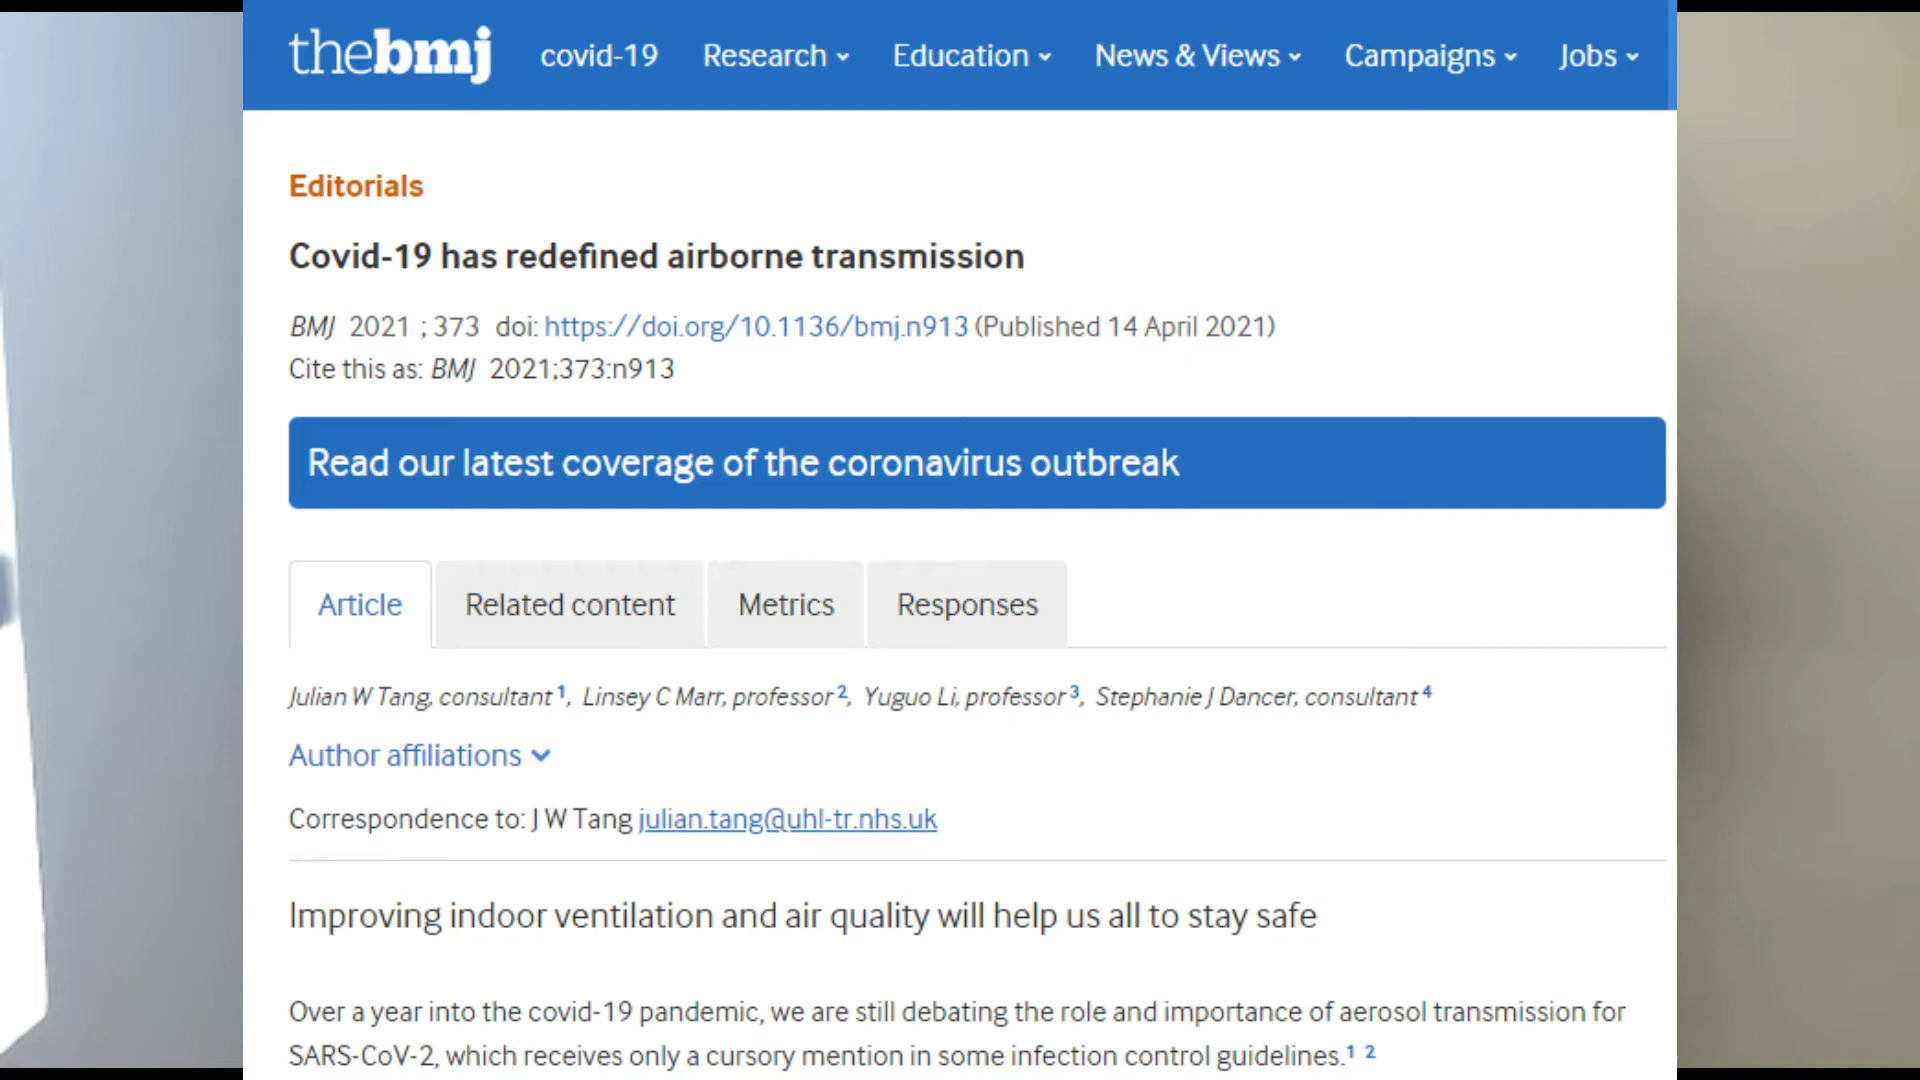 thebmj covid-19 Research Education News & Views Campaigns Jobs
Editorials
Covid-19 has redefined airborne transmission
BMJ 2021 ; 373 doi: https://doi.org/10.1136/bmj.n913 (Published 14 April 2021)
Cite this as: BMJ 2021;373:n913
Read our latest coverage of the coronavirus outbreak
Article Related content Metrics Responses
Julian W Tang, consultant 1, Linsey C Marr, professor 2, Yuguo Li, professor 3, Stephanie J Dancer, consultant 4
Author affiliations
Correspondence to: J W Tang julian.tang@uhl-tr.nhs.uk
Improving indoor ventilation and air quality will help us all to stay safe
Over a year into the covid-19 pandemic, we are still debating the role and importance of aerosol transmission for
SARS-CoV-2, which receives only a cursory mention in some infection control guidelines.1 2